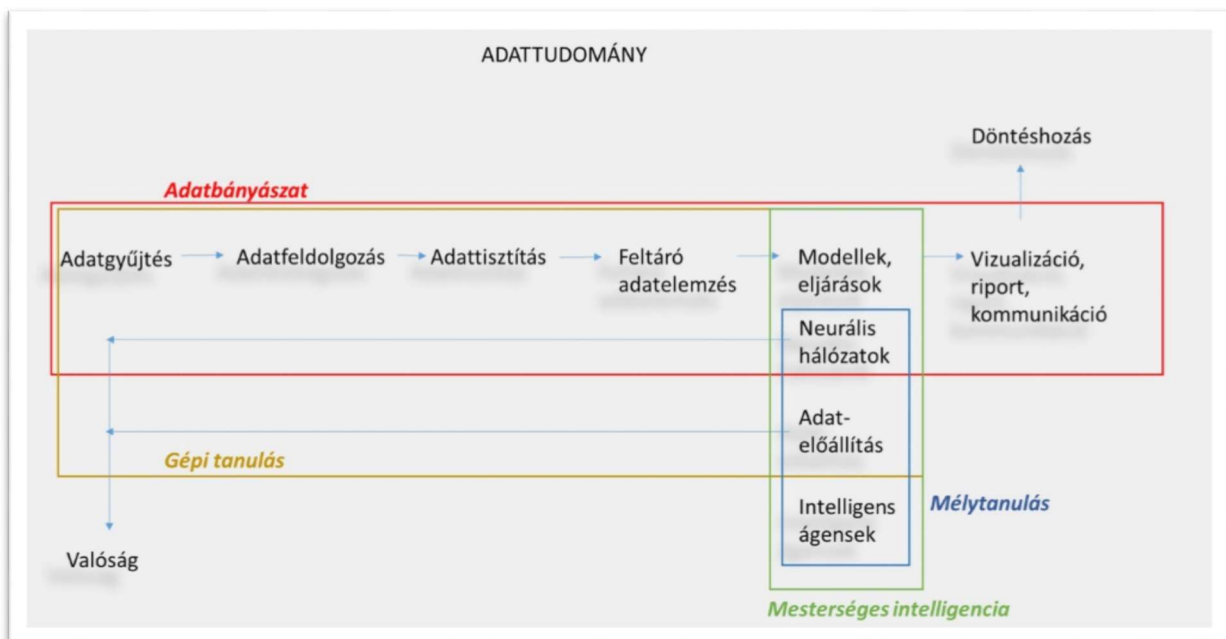 ADATTUDOMÁNY
Döntéshozás
Adatbányászat
Adatgyűjtés
Adatfeldolgozás
Adattisztítás
Feltáró
adatelemzés
Modellek,
eljárások
Vizualizáció,
riport,
kommunikáció
Neurális
hálózatok
Adat-
előállítás
Gépi tanulás
Intelligens
ágensek
Mélytanulás
Valóság
Mesterséges intelligencia